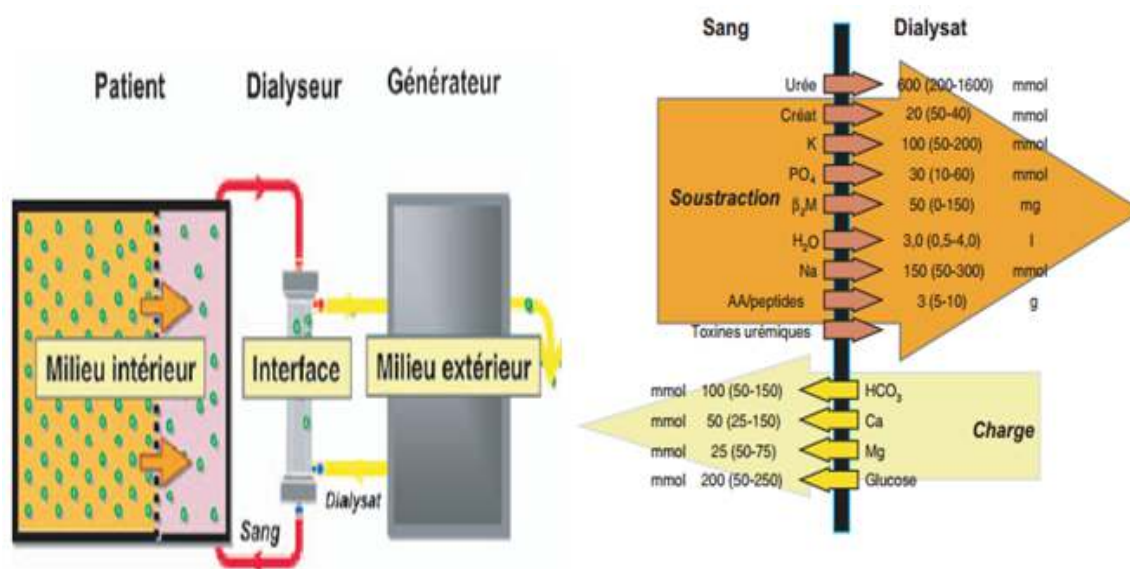 Patient
Dialyseur
Générateur
Milieu intérieur
Interface
Milieu extérieur
Dialysat
Sang
Sang
Dialysat
Urée 600 (200-1600) mmol
Créat 20 (50-40) mmol
K 100 (50-200) mmol
PO₄ 30 (10-60) mmol
Soustraction
β₂M 50 (0-150) mg
H₂O 3,0 (0,5-4,0) l
Na 150 (50-300) mmol
AA/peptides 3 (5-10) g
Toxines urémiques
mmol 100 (50-150) HCO₃
mmol 50 (25-150) Ca
Charge
mmol 25 (50-75) Mg
mmol 200 (50-250) Glucose